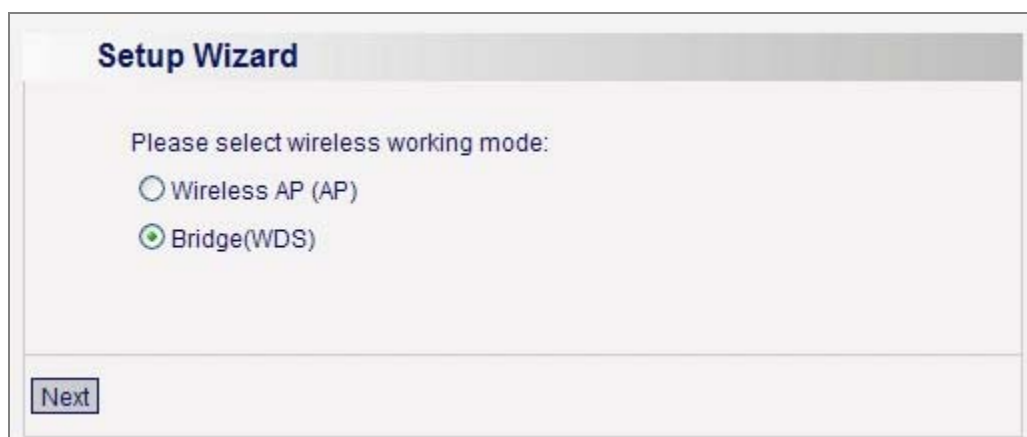 Setup Wizard
Please select wireless working mode:
Wireless AP (AP)
Bridge(WDS)
Next